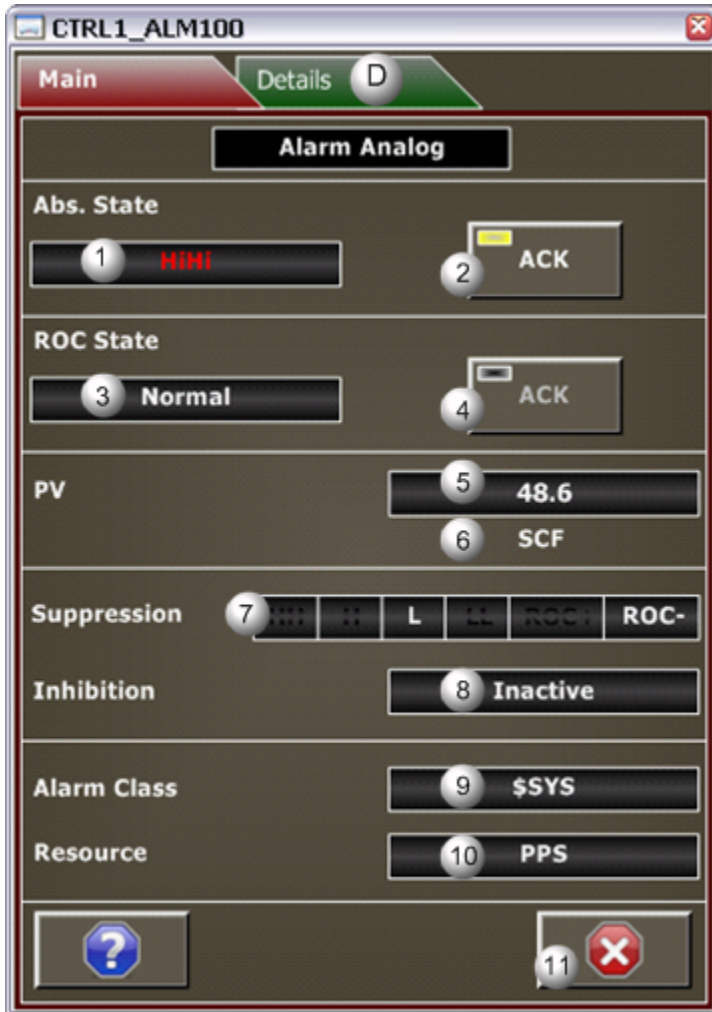 CTRL1_ALM100
Main Details D
Alarm Analog
Abs. State
1 HiHi 2 ACK
ROC State
3 Normal 4 ACK
PV 5 48.6
6 SCF
Suppression 7 L LL ROC-
Inhibition 8 Inactive
Alarm Class 9 $SYS
Resource 10 PPS
? 11